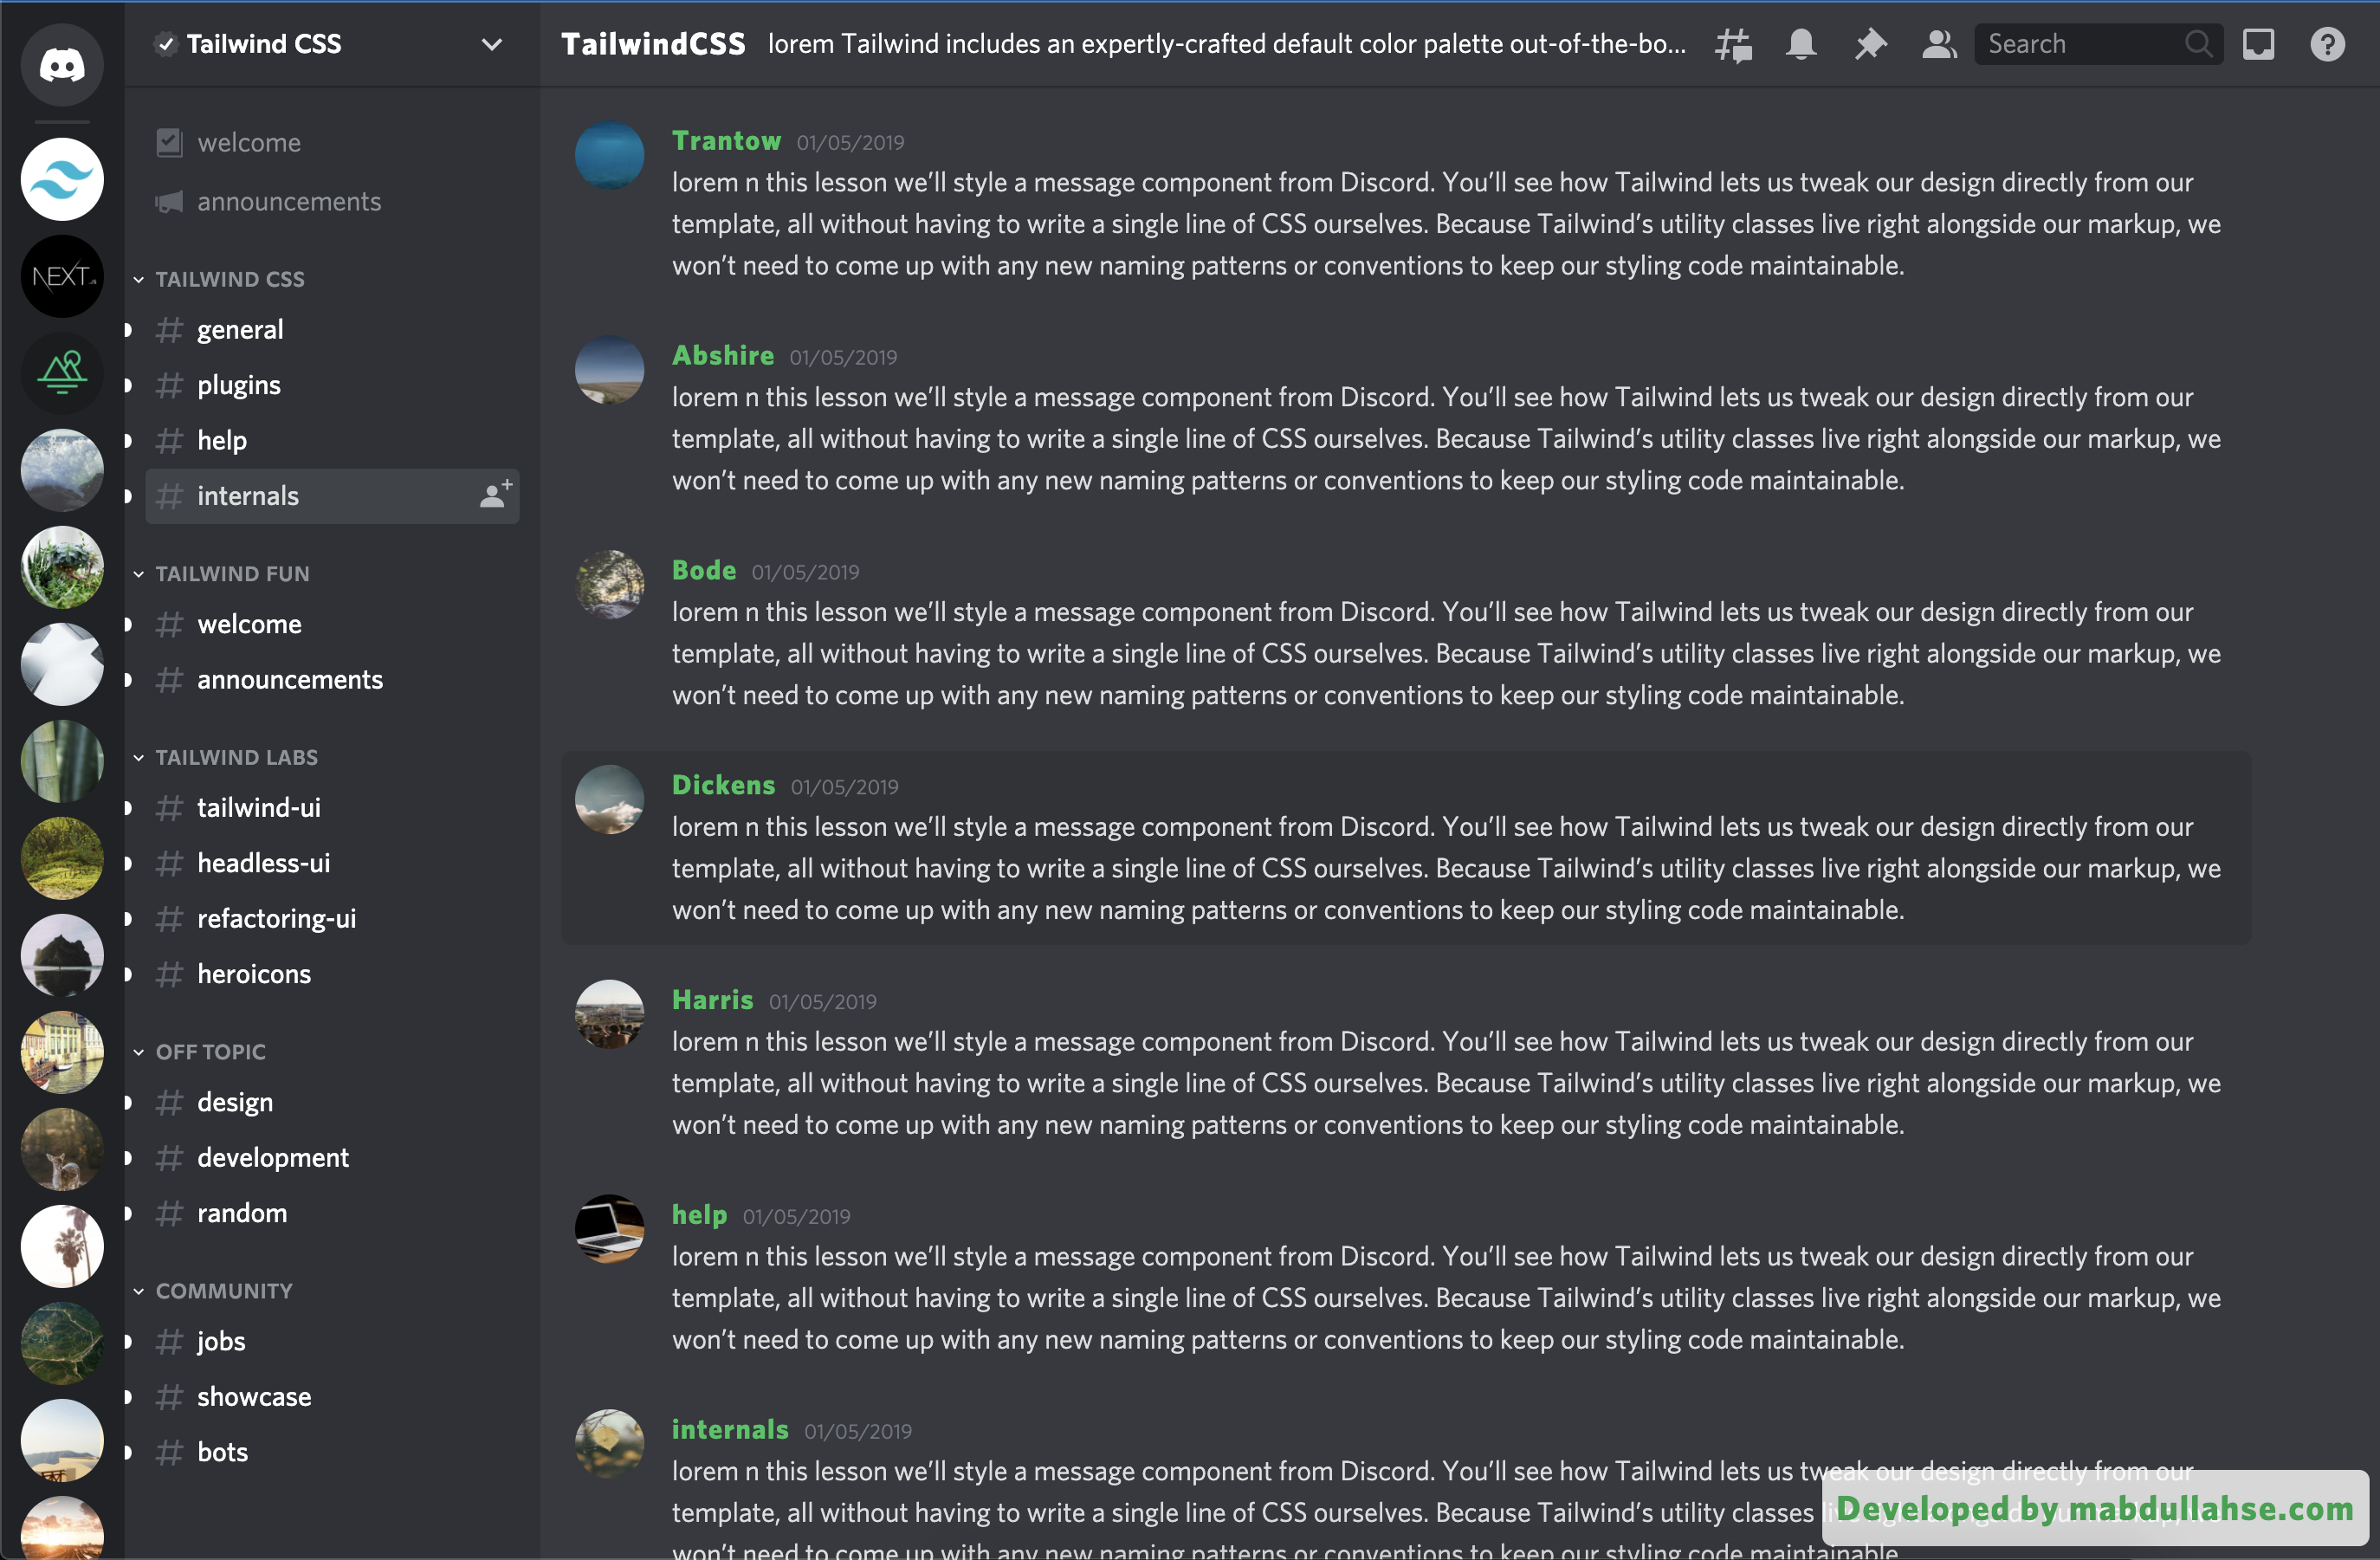 Tailwind CSS
welcome
announcements
TAILWIND CSS
# general
# plugins
# help
# internals
TAILWIND FUN
# welcome
# announcements
TAILWIND LABS
# tailwind-ui
# headless-ui
# refactoring-ui
# heroicons
OFF TOPIC
# design
# development
# random
COMMUNITY
# jobs
# showcase
# bots
NEXT.JS
TailwindCSS lorem Tailwind includes an expertly-crafted default color palette out-of-the-bo...
Search
Trantow 01/05/2019
lorem n this lesson we’ll style a message component from Discord. You’ll see how Tailwind lets us tweak our design directly from our
template, all without having to write a single line of CSS ourselves. Because Tailwind’s utility classes live right alongside our markup, we
won’t need to come up with any new naming patterns or conventions to keep our styling code maintainable.
Abshire 01/05/2019
lorem n this lesson we’ll style a message component from Discord. You’ll see how Tailwind lets us tweak our design directly from our
template, all without having to write a single line of CSS ourselves. Because Tailwind’s utility classes live right alongside our markup, we
won’t need to come up with any new naming patterns or conventions to keep our styling code maintainable.
Bode 01/05/2019
lorem n this lesson we’ll style a message component from Discord. You’ll see how Tailwind lets us tweak our design directly from our
template, all without having to write a single line of CSS ourselves. Because Tailwind’s utility classes live right alongside our markup, we
won’t need to come up with any new naming patterns or conventions to keep our styling code maintainable.
Dickens 01/05/2019
lorem n this lesson we’ll style a message component from Discord. You’ll see how Tailwind lets us tweak our design directly from our
template, all without having to write a single line of CSS ourselves. Because Tailwind’s utility classes live right alongside our markup, we
won’t need to come up with any new naming patterns or conventions to keep our styling code maintainable.
Harris 01/05/2019
lorem n this lesson we’ll style a message component from Discord. You’ll see how Tailwind lets us tweak our design directly from our
template, all without having to write a single line of CSS ourselves. Because Tailwind’s utility classes live right alongside our markup, we
won’t need to come up with any new naming patterns or conventions to keep our styling code maintainable.
help 01/05/2019
lorem n this lesson we’ll style a message component from Discord. You’ll see how Tailwind lets us tweak our design directly from our
template, all without having to write a single line of CSS ourselves. Because Tailwind’s utility classes live right alongside our markup, we
won’t need to come up with any new naming patterns or conventions to keep our styling code maintainable.
internals 01/05/2019
lorem n this lesson we’ll style a message component from Discord. You’ll see how Tailwind lets us tweak our design directly from our
template, all without having to write a single line of CSS ourselves. Because Tailwind’s utility classes
won’t need to come up with any new naming patterns or conventions to keep our styling code maintainable.
Developed by mabdullahse.com